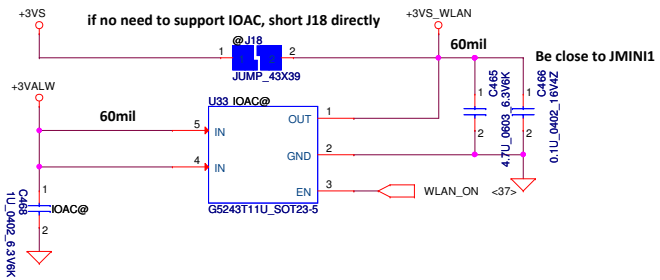 +3VS
if no need to support IOAC, short J18 directly
+3VS_WLAN
@ J18
1
2
JUMP_43X39
60mil
Be close to JMINI1
+3VALW
60mil
U33 IOAC@
5
IN
OUT
1
4
IN
GND
2
EN
3
G5243T11U_SOT23-5
WLAN_ON
<37>
1
2
C465
4.7U_0603_6.3V6K
1
2
C466
0.1U_0402_16V4Z
1
2
C468
IOAC@
1U_0402_6.3V6K